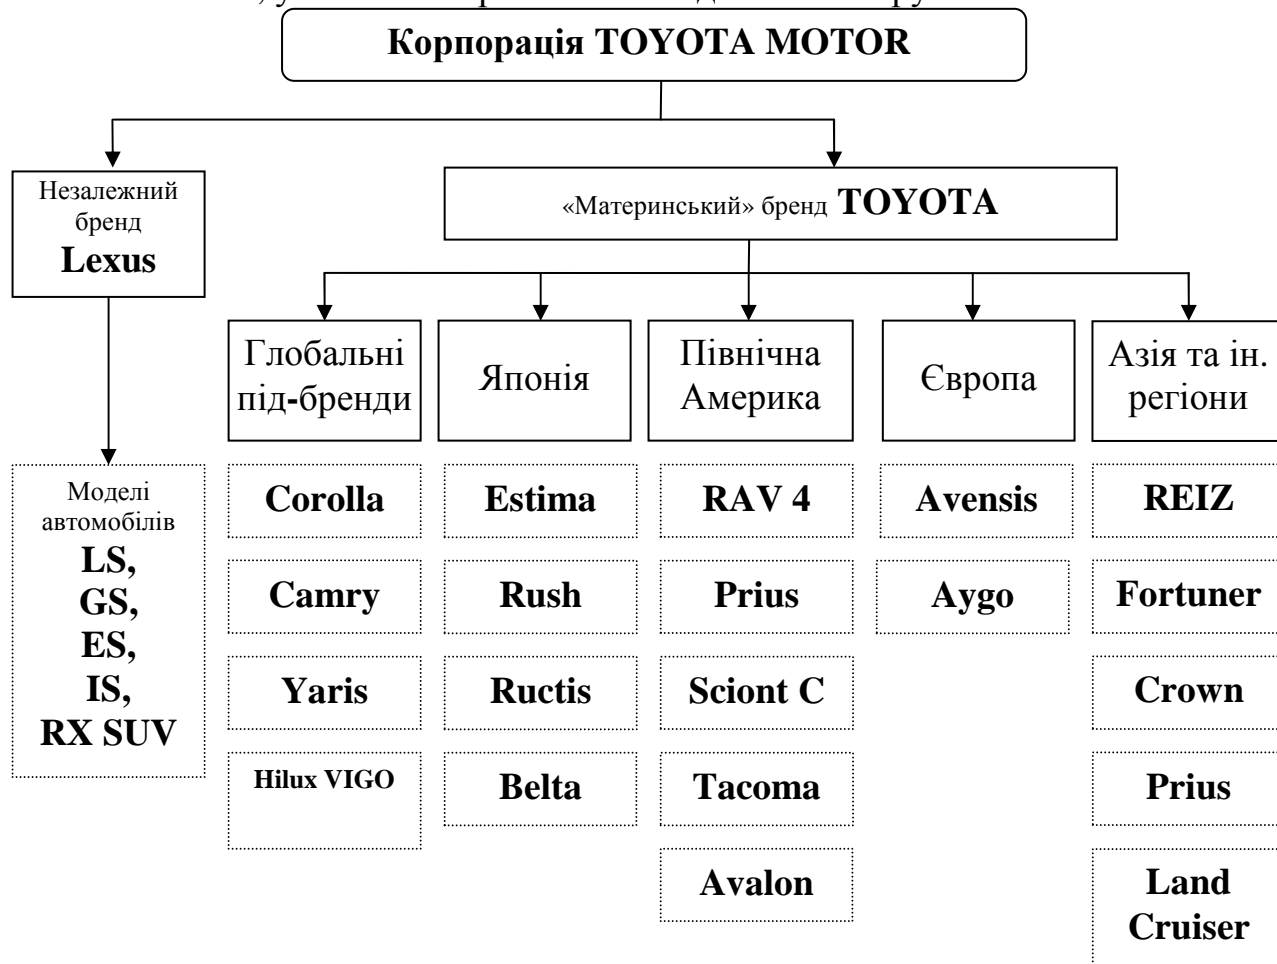 Корпорація TOYOTA MOTOR
Незалежний
бренд
Lexus
«Материнський» бренд TOYOTA
Глобальні
під-бренди
Японія
Північна
Америка
Європа
Азія та ін.
регіони
Моделі
автомобілів
LS,
GS,
ES,
IS,
RX SUV
Corolla
Camry
Yaris
Hilux VIGO
Estima
Rush
Ructis
Belta
RAV 4
Prius
Sciont C
Tacoma
Avalon
Avensis
Aygo
REIZ
Fortuner
Crown
Prius
Land
Cruiser